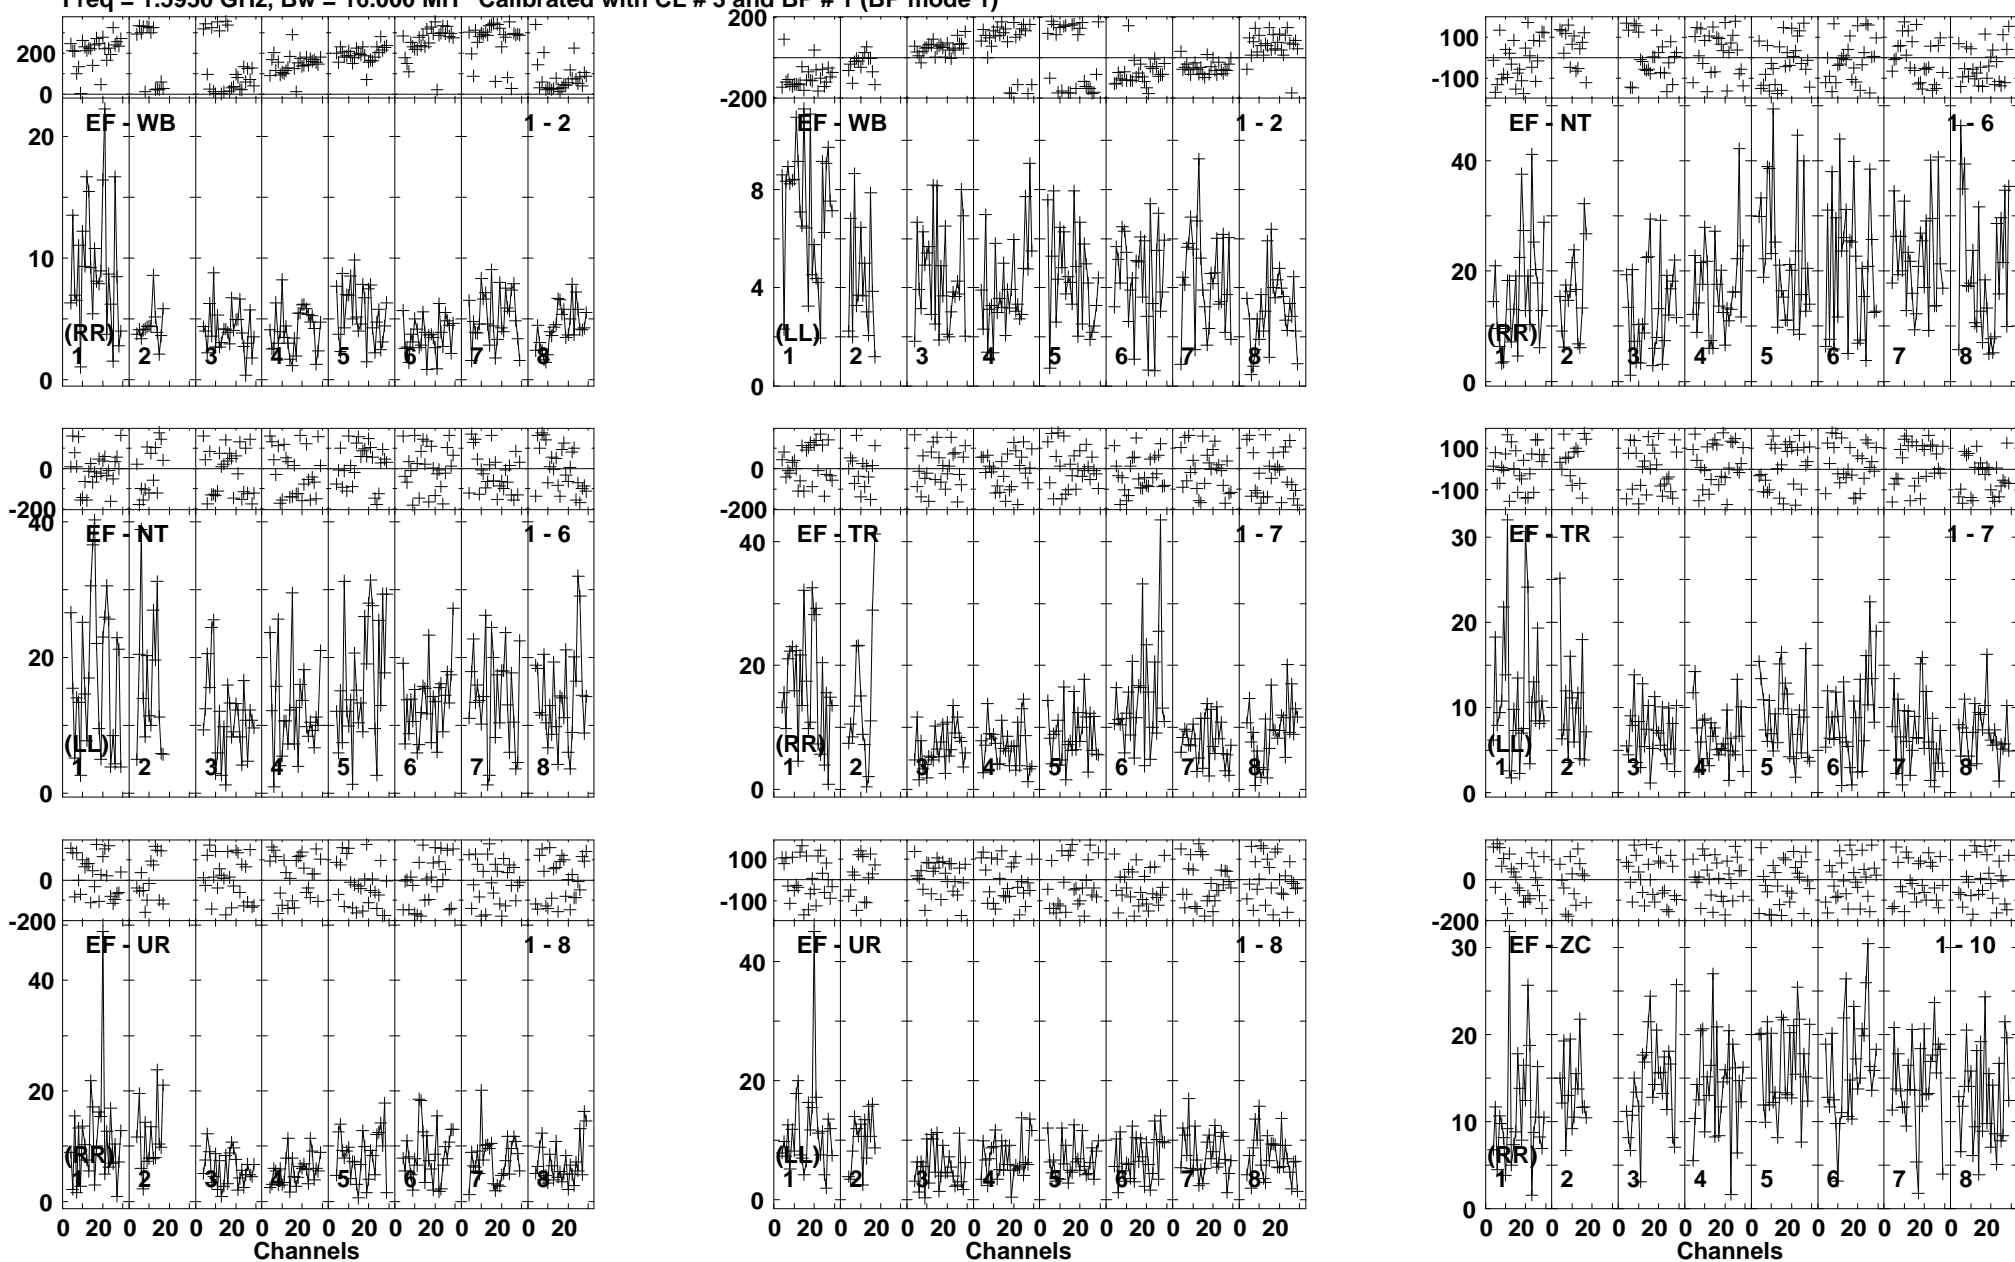 Freq = 1.5950 GHz, Bw = 16.000 MH Calibrated with CL # 3 and BP # 1 (BP mode 1)
200 0 200 -200 100 -100
EF - WB 1 - 2 EF - WB 1 - 2 EF - NT 1 - 6
20 10 0 8 4 0 40 20 0
(RR) (LL) (RR)
1 2 3 4 5 6 7 8 1 2 3 4 5 6 7 8 1 2 3 4 5 6 7 8
0 -200 0 -200 100 -100
EF - NT 1 - 6 EF - TR 1 - 7 EF - TR 1 - 7
40 20 0 40 20 0 30 20 10 0
(LL) (RR) (LL)
1 2 3 4 5 6 7 8 1 2 3 4 5 6 7 8 1 2 3 4 5 6 7 8
0 -200 100 -100 0 -200
EF - UR 1 - 8 EF - UR 1 - 8 EF - ZC 1 - 10
40 20 0 40 20 0 30 20 10 0
(RR) (LL) (RR)
1 2 3 4 5 6 7 8 1 2 3 4 5 6 7 8 1 2 3 4 5 6 7 8
0 20 0 20 0 20 0 20 0 20 0 20 0 20 0 20 0 20 0 20 0 20 0 20 0 20 0 20 0 20 0 20 0 20 0 20 0 20 0 20 0 20 0 20 0 20 0 20
Channels Channels Channels